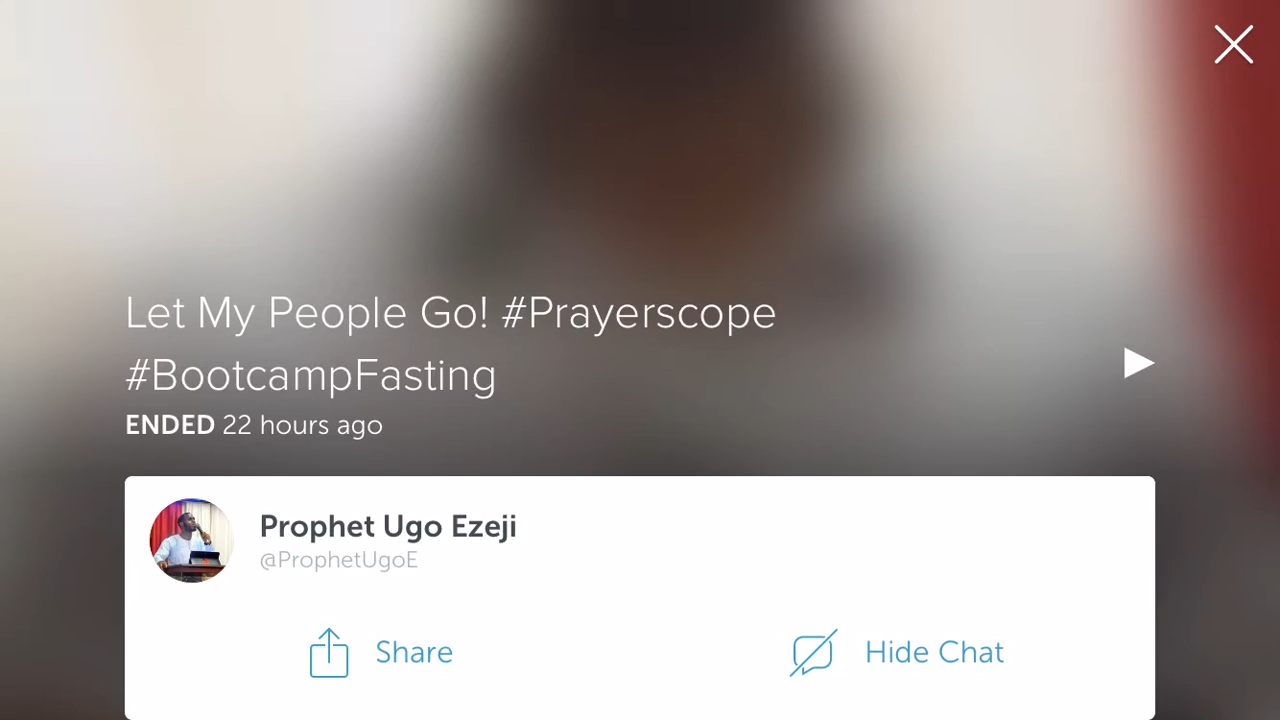 Let My People Go! #Prayerscope
#BootcampFasting
ENDED 22 hours ago
Prophet Ugo Ezeji
@ProphetUgoE
Share
Hide Chat